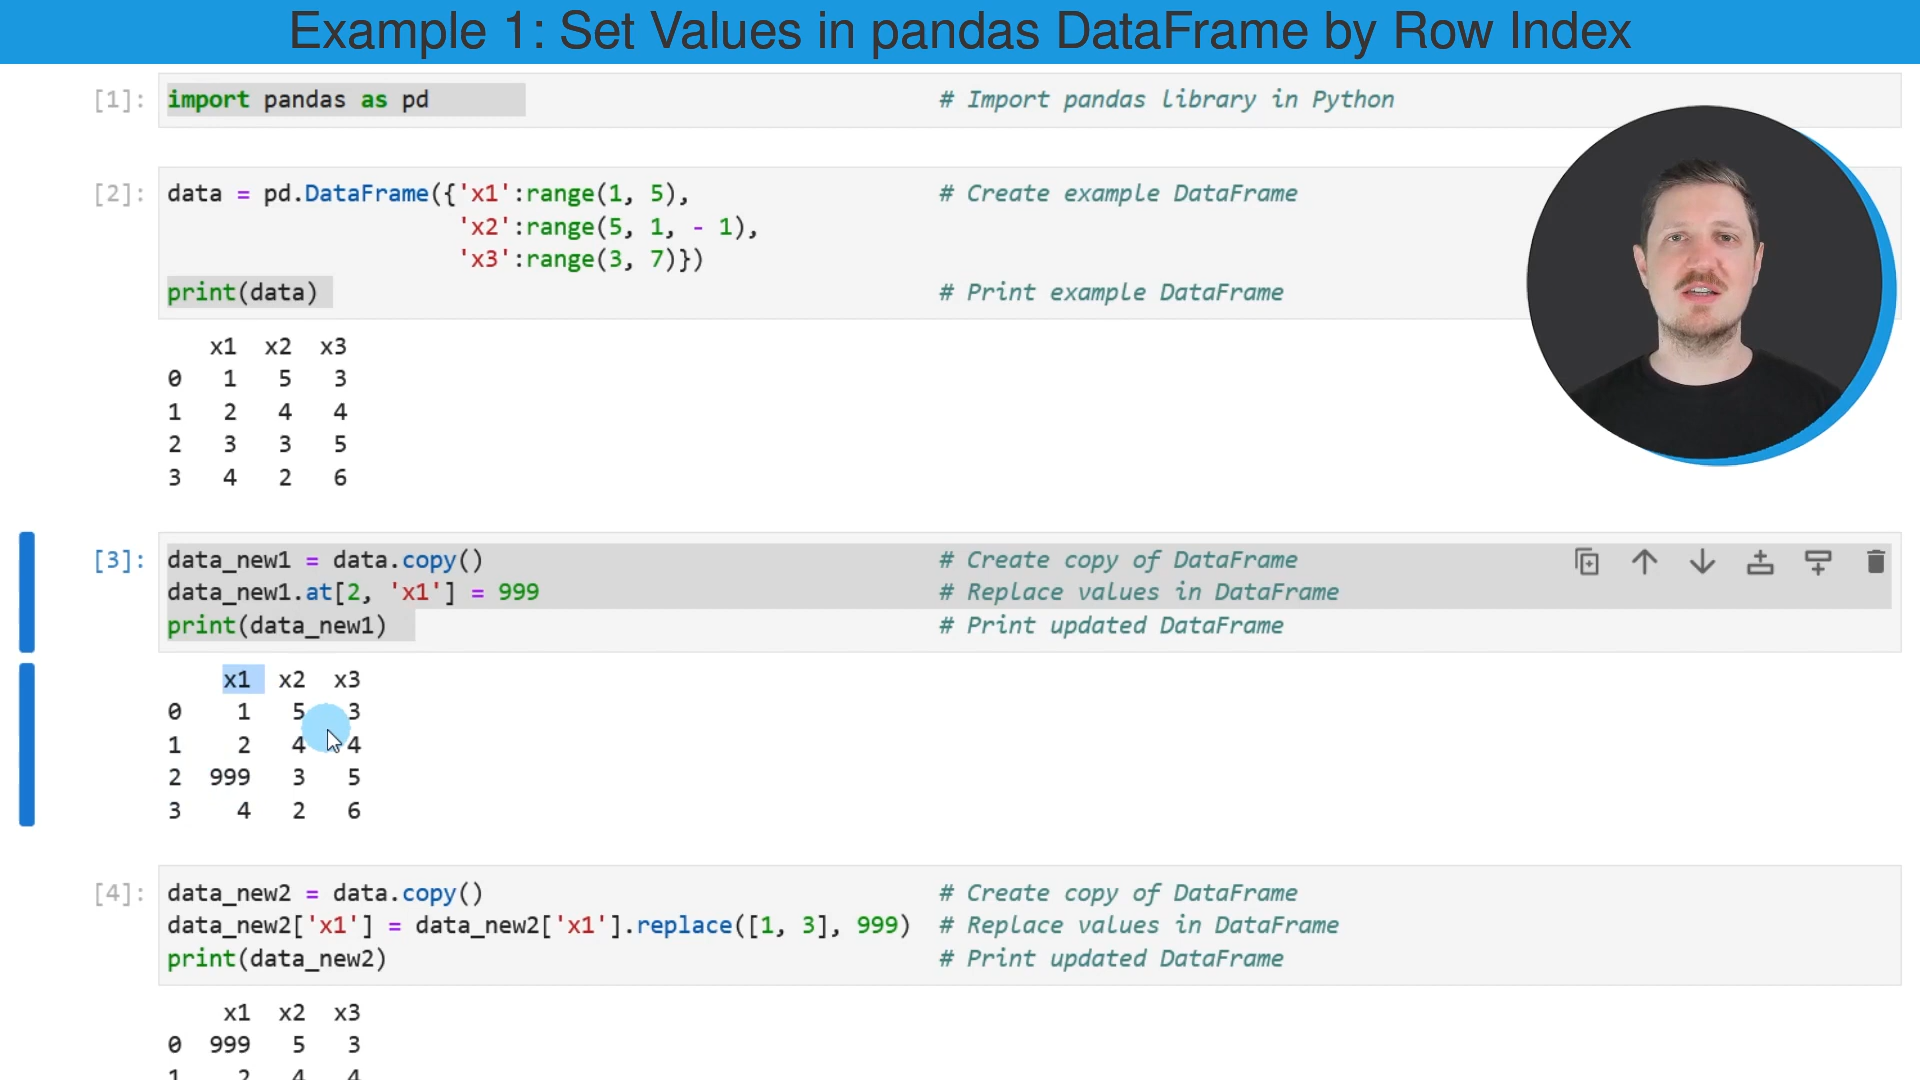 Example 1: Set Values in pandas DataFrame by Row Index
[1]: import pandas as pd # Import pandas library in Python
[2]: data = pd.DataFrame({'x1':range(1, 5), # Create example DataFrame
'x2':range(5, 1, - 1),
'x3':range(3, 7)})
print(data) # Print example DataFrame
x1 x2 x3
0 1 5 3
1 2 4 4
2 3 3 5
3 4 2 6
[3]: data_new1 = data.copy() # Create copy of DataFrame
data_new1.at[2, 'x1'] = 999 # Replace values in DataFrame
print(data_new1) # Print updated DataFrame
x1 x2 x3
0 1 5 3
1 2 4 4
2 999 3 5
3 4 2 6
[4]: data_new2 = data.copy() # Create copy of DataFrame
data_new2['x1'] = data_new2['x1'].replace([1, 3], 999) # Replace values in DataFrame
print(data_new2) # Print updated DataFrame
x1 x2 x3
0 999 5 3
1 2 4 4